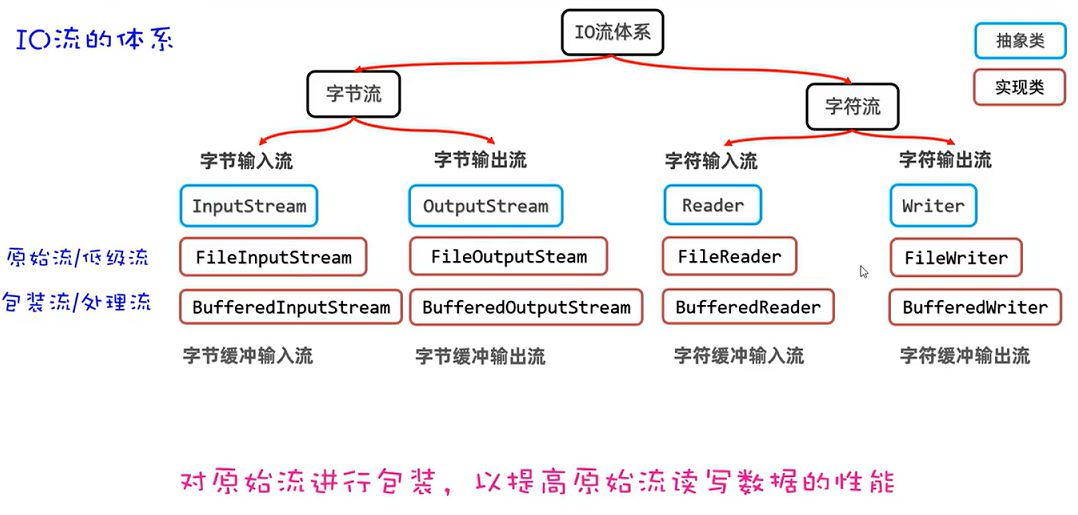 IO流的体系
IO流体系
抽象类
实现类
字节流
字符流
字节输入流 字节输出流 字符输入流 字符输出流
InputStream OutputStream Reader Writer
原始流/低级流 FileInputStream FileOutputSteam FileReader FileWriter
包装流/处理流 BufferedInputStream BufferedOutputStream BufferedReader BufferedWriter
字节缓冲输入流 字节缓冲输出流 字符缓冲输入流 字符缓冲输出流
对原始流进行包装，以提高原始流读写数据的性能